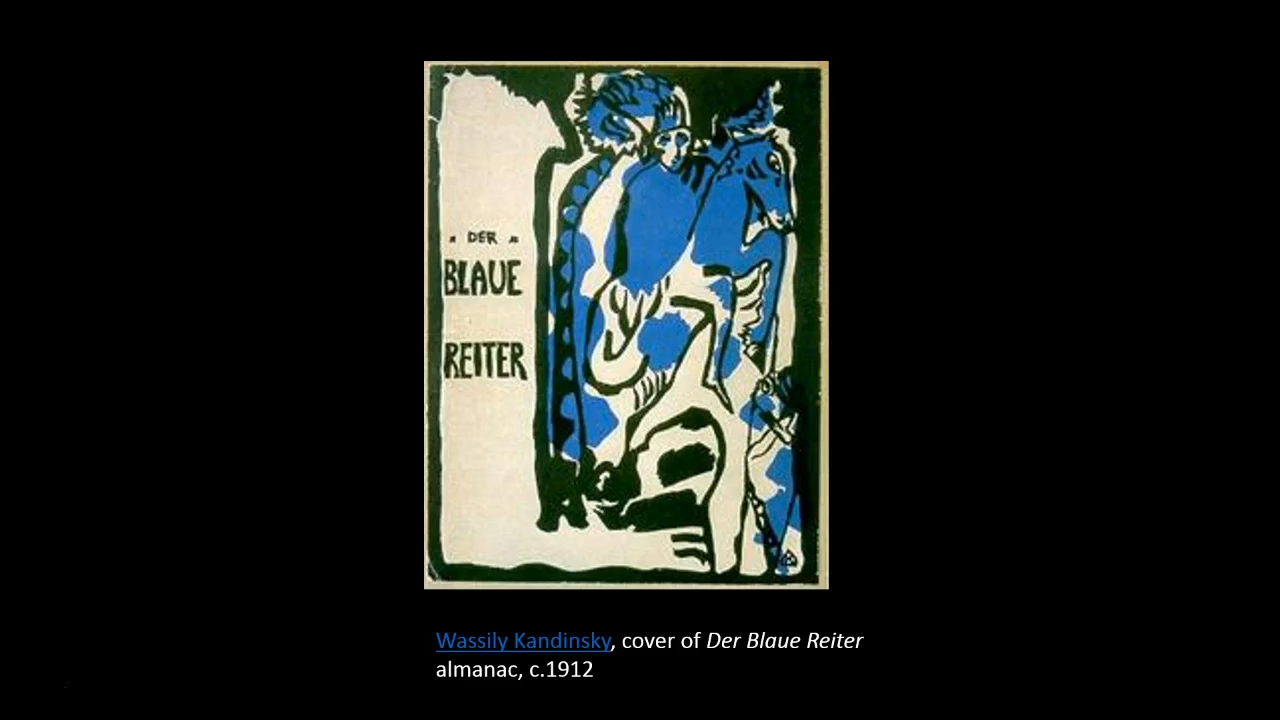 DER
BLAUE
REITER
Wassily Kandinsky, cover of Der Blaue Reiter
almanac, c.1912